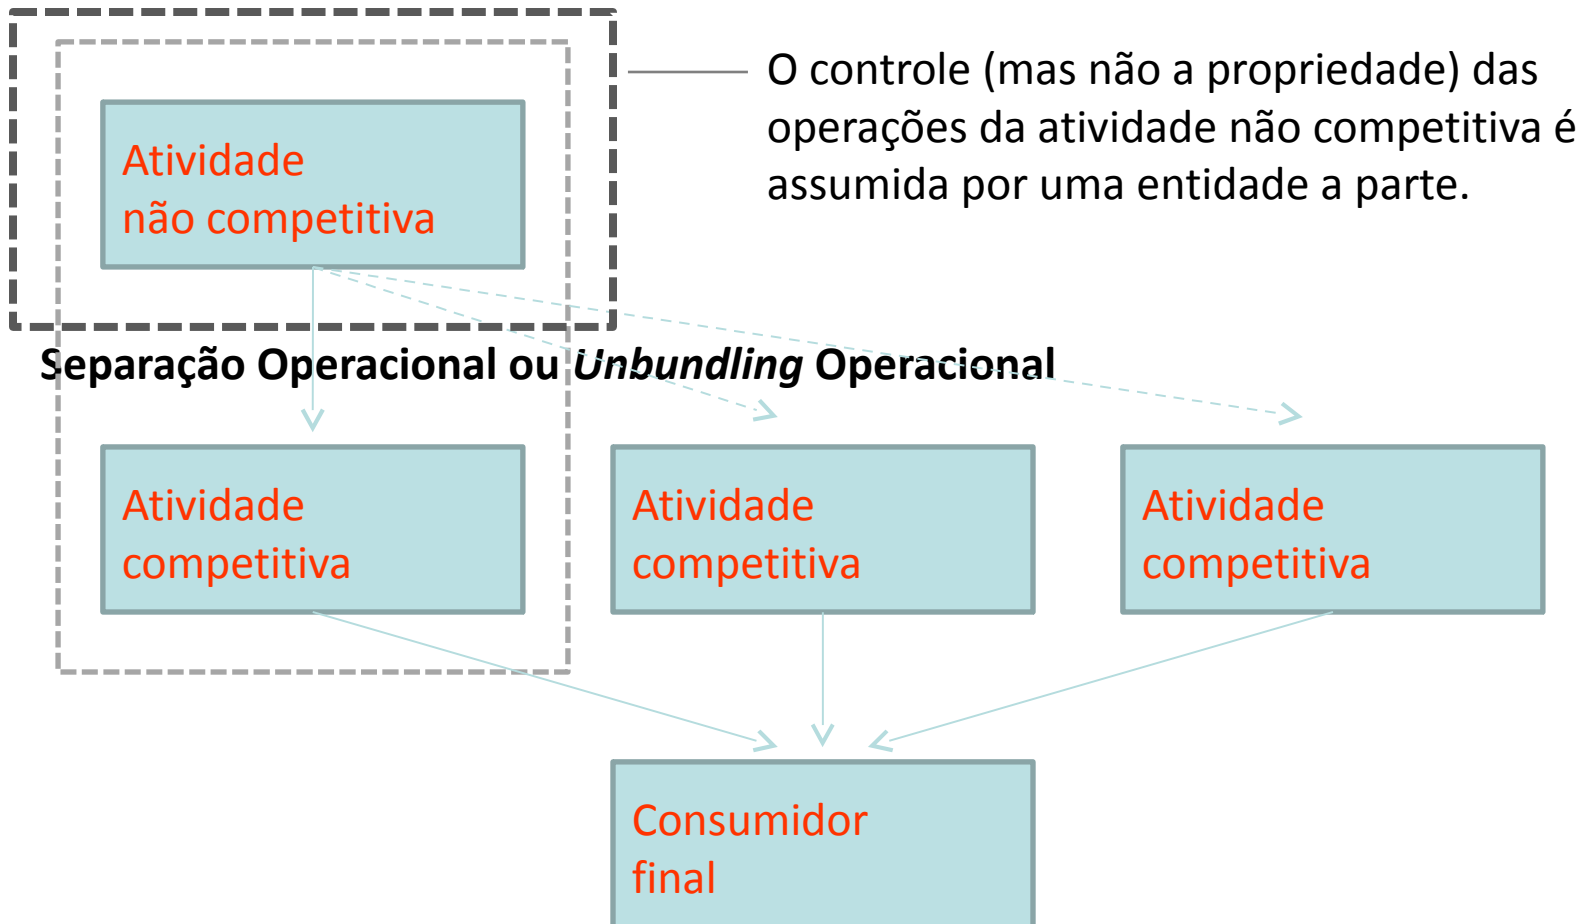 O controle (mas não a propriedade) das
operações da atividade não competitiva é
assumida por uma entidade a parte.
Atividade
não competitiva
Separação Operacional ou Unbundling Operacional
Atividade
competitiva
Atividade
competitiva
Atividade
competitiva
Consumidor
final